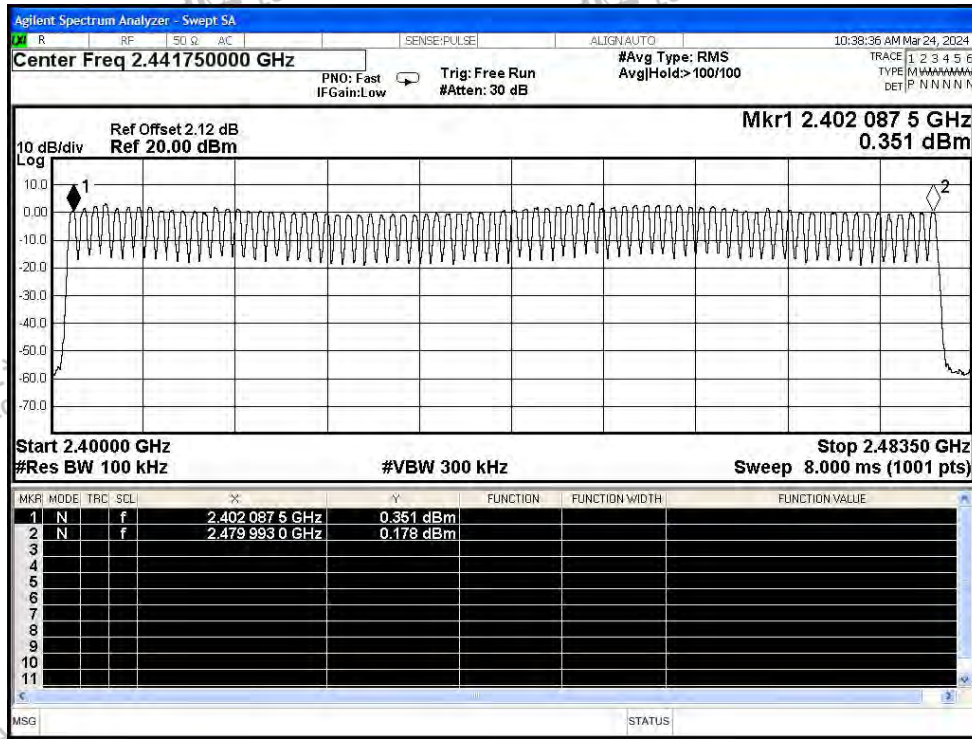 Agilent Spectrum Analyzer - Swept SA
LXI R RF 50 Ω AC SENSE:PULSE ALIGN AUTO 10:38:36 AM Mar 24, 2024
Center Freq 2.441750000 GHz
PNO: Fast
IFGain:Low
Trig: Free Run
#Atten: 30 dB
#Avg Type: RMS
Avg|Hold:>100/100
TRACE 1 2 3 4 5 6
TYPE M W W W W W
DET P N N N N N
Ref Offset 2.12 dB
10 dB/div Ref 20.00 dBm
Log
Mkr1 2.402 087 5 GHz
0.351 dBm
10.0
0.00
-10.0
-20.0
-30.0
-40.0
-50.0
-60.0
-70.0
1
2
Start 2.40000 GHz Stop 2.48350 GHz
#Res BW 100 kHz #VBW 300 kHz Sweep 8.000 ms (1001 pts)
MKR MODE TRC SCL X Y FUNCTION FUNCTION WIDTH FUNCTION VALUE
1 N f 2.402 087 5 GHz 0.351 dBm
2 N f 2.479 993 0 GHz 0.178 dBm
3
4
5
6
7
8
9
10
11
MSG STATUS